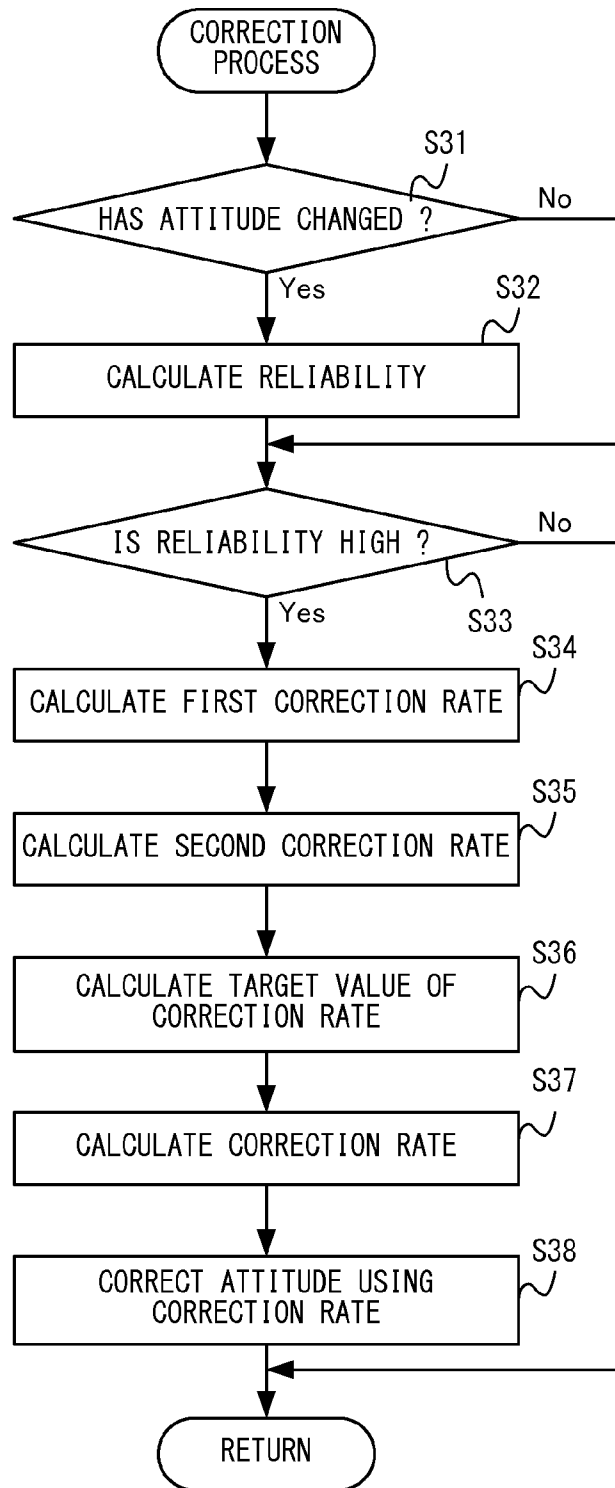 CORRECTION
PROCESS
S31
HAS ATTITUDE CHANGED ?
No
Yes
S32
CALCULATE RELIABILITY
IS RELIABILITY HIGH ?
No
Yes
S33
S34
CALCULATE FIRST CORRECTION RATE
S35
CALCULATE SECOND CORRECTION RATE
S36
CALCULATE TARGET VALUE OF
CORRECTION RATE
S37
CALCULATE CORRECTION RATE
S38
CORRECT ATTITUDE USING
CORRECTION RATE
RETURN